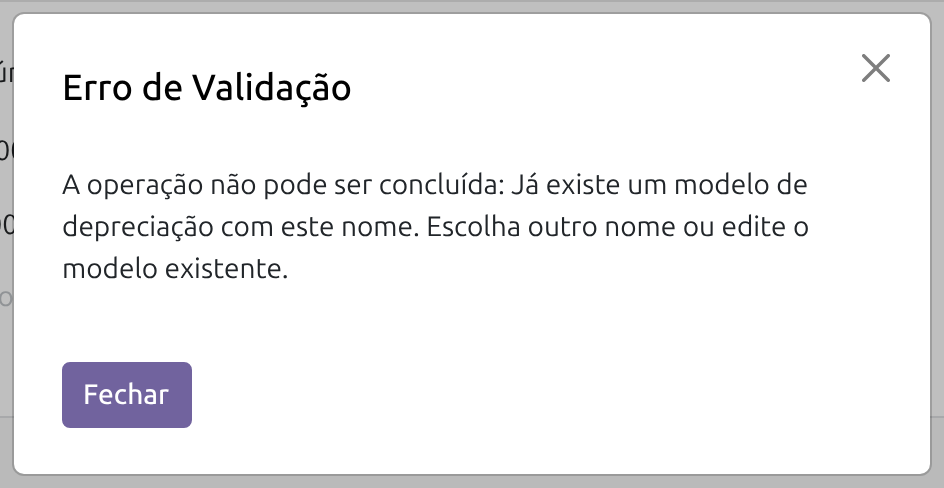 Erro de Validação
A operação não pode ser concluída: Já existe um modelo de
depreciação com este nome. Escolha outro nome ou edite o
modelo existente.
Fechar